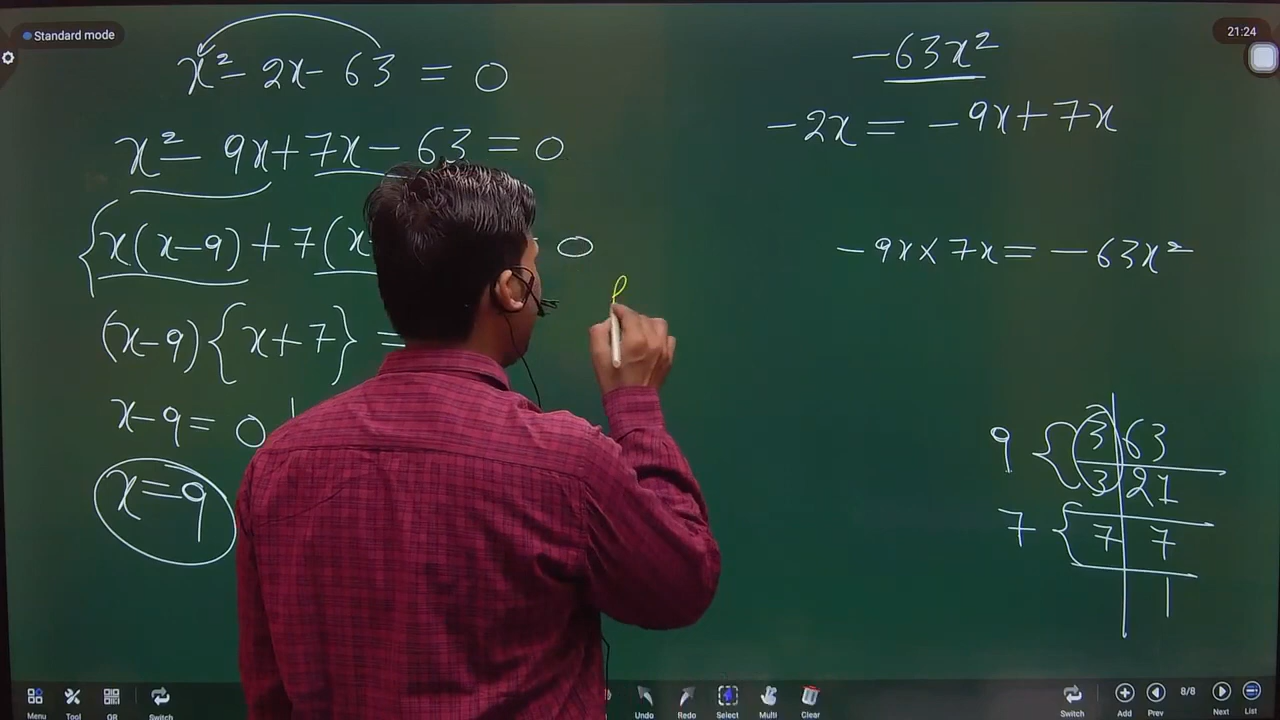 Standard mode
21:24
x² - 2x - 63 = 0
x² - 9x + 7x - 63 = 0
{x(x-9) + 7(x- = 0
(x-9){x+7} =
x-9 = 0
x = 9
-63x²
-2x = -9x + 7x
-9x × 7x = -63x²
9 { 3 63
3 21
7 { 7 7
1
Menu Tool QR Switch Undo Redo Select Multi Clear Switch Add Prev 8/8 Next List